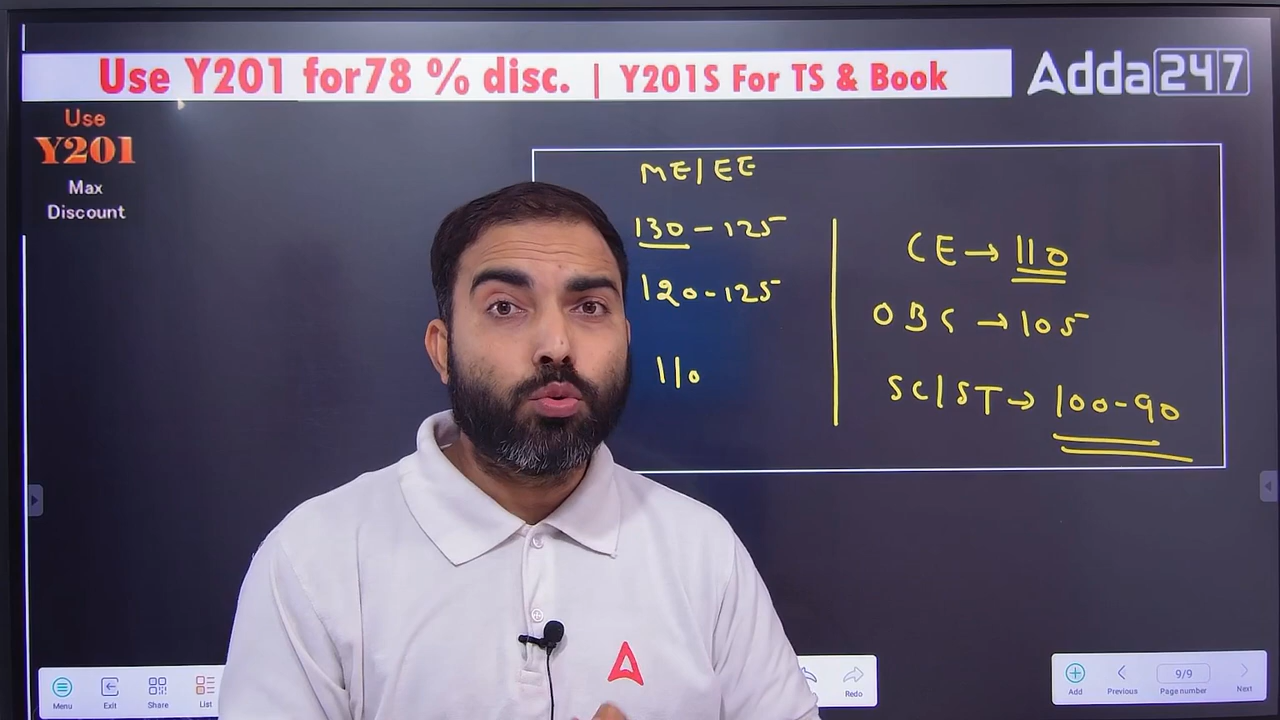 Use Y201 for78 % disc. | Y201S For TS & Book
Adda247
Use
Y201
Max
Discount
ME/EE
130-125
120-125
110
CE→110
OBC→105
SC/ST→100-90
Menu
Exit
Share
List
Redo
Add
Previous
9/9
Page number
Next